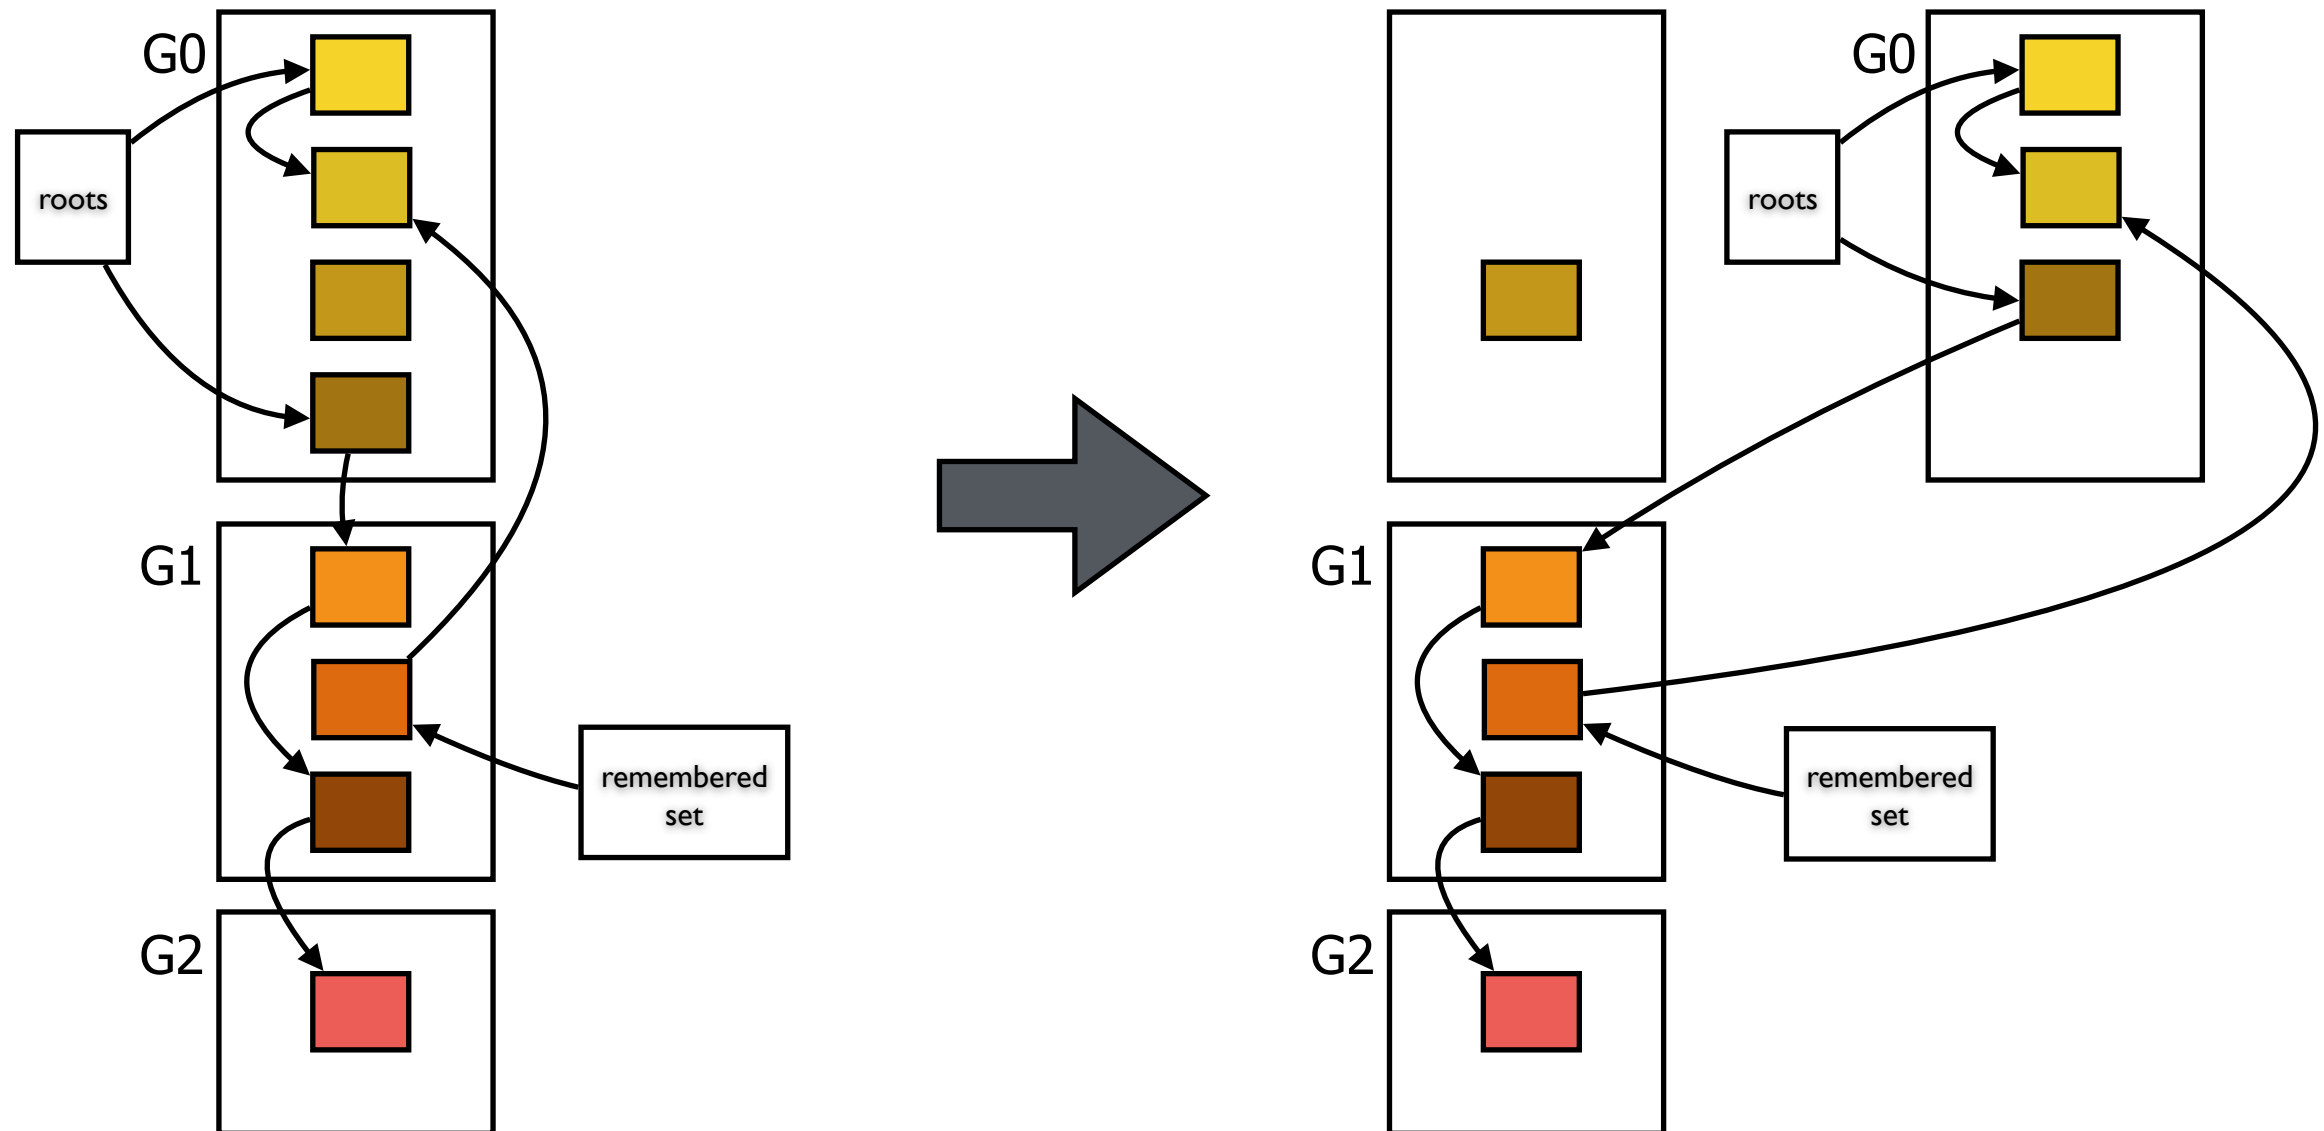 G0
roots
G1
remembered
set
G2
G0
roots
G1
remembered
set
G2